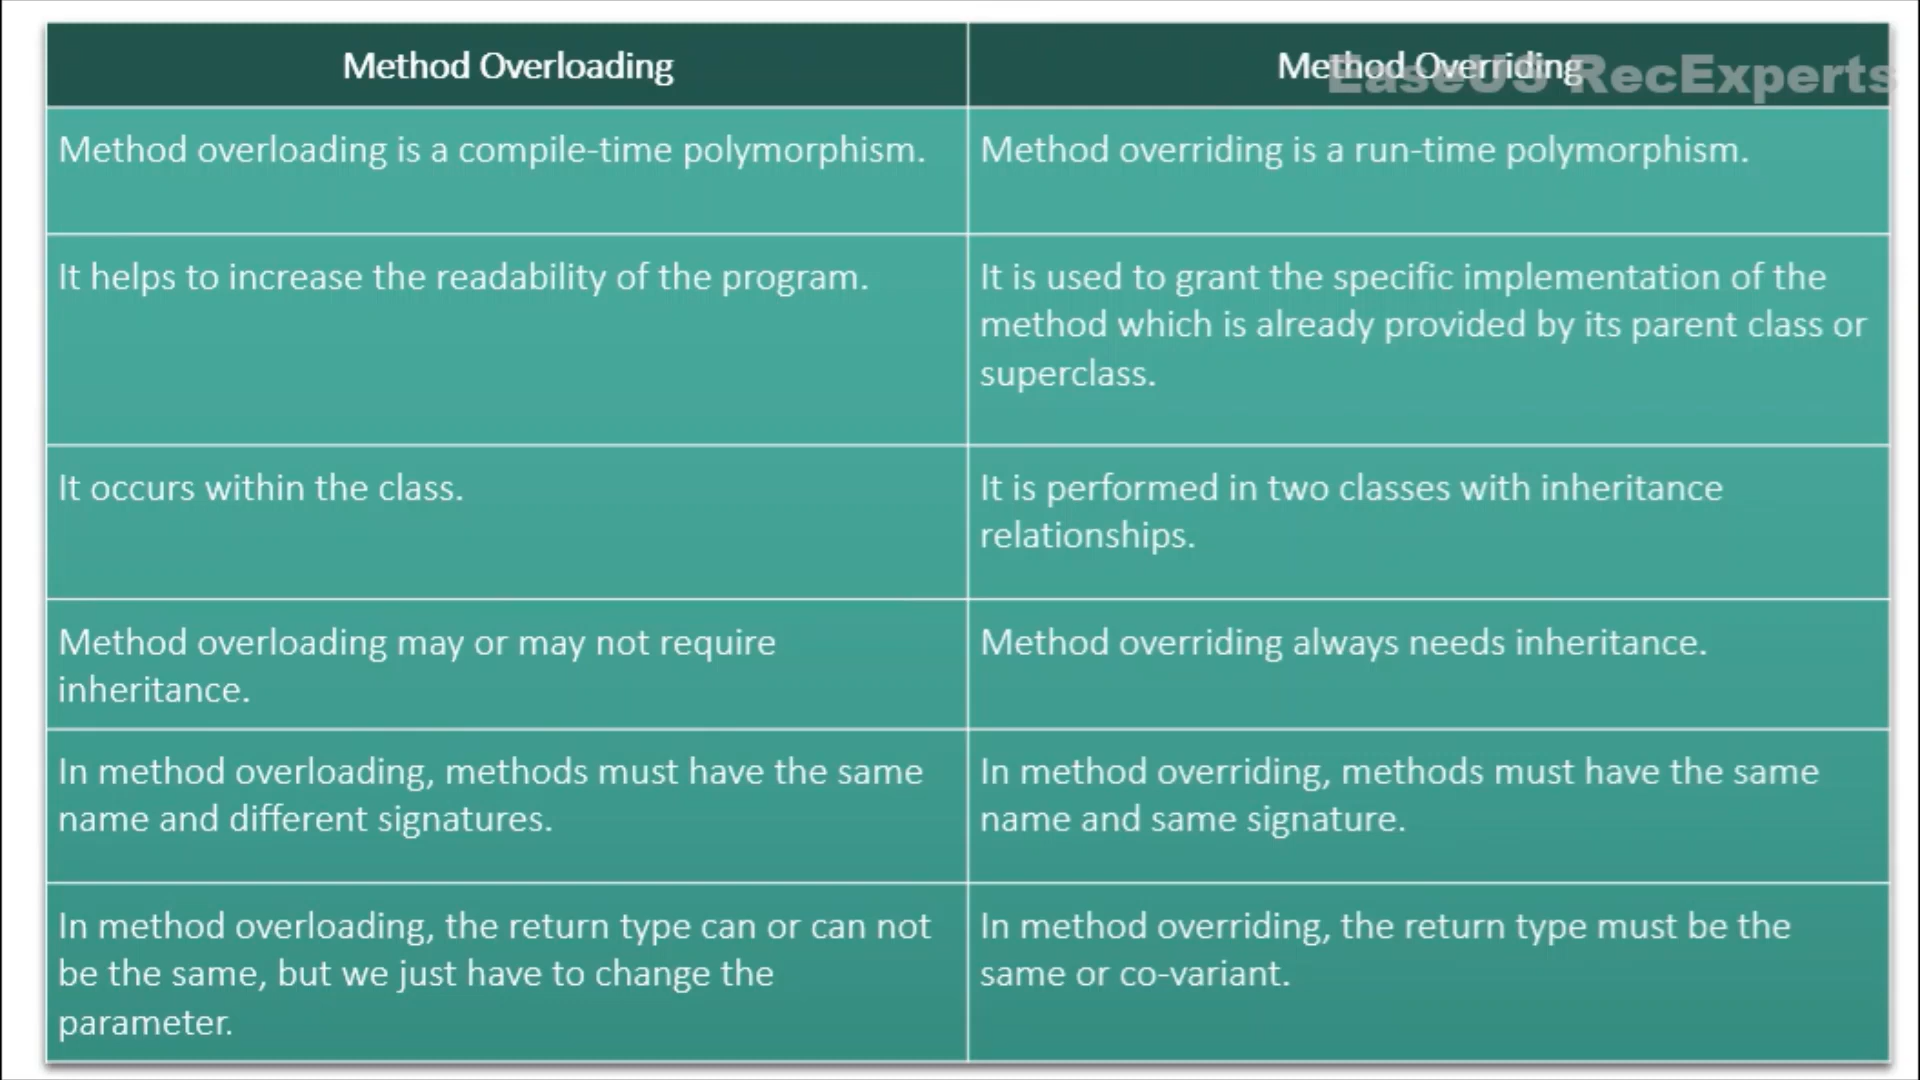 Method Overloading
Method Overriding
EaseUS RecExperts
Method overloading is a compile-time polymorphism.
Method overriding is a run-time polymorphism.
It helps to increase the readability of the program.
It is used to grant the specific implementation of the
method which is already provided by its parent class or
superclass.
It occurs within the class.
It is performed in two classes with inheritance
relationships.
Method overloading may or may not require
inheritance.
Method overriding always needs inheritance.
In method overloading, methods must have the same
name and different signatures.
In method overriding, methods must have the same
name and same signature.
In method overloading, the return type can or can not
be the same, but we just have to change the
parameter.
In method overriding, the return type must be the
same or co-variant.